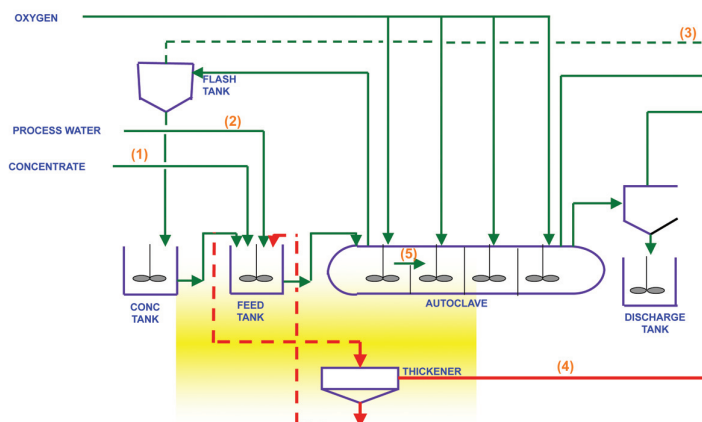 OXYGEN
(3)
FLASH
TANK
PROCESS WATER
(2)
(1)
CONCENTRATE
(5)
CONC
TANK
FEED
TANK
AUTOCLAVE
DISCHARGE
TANK
THICKENER
(4)